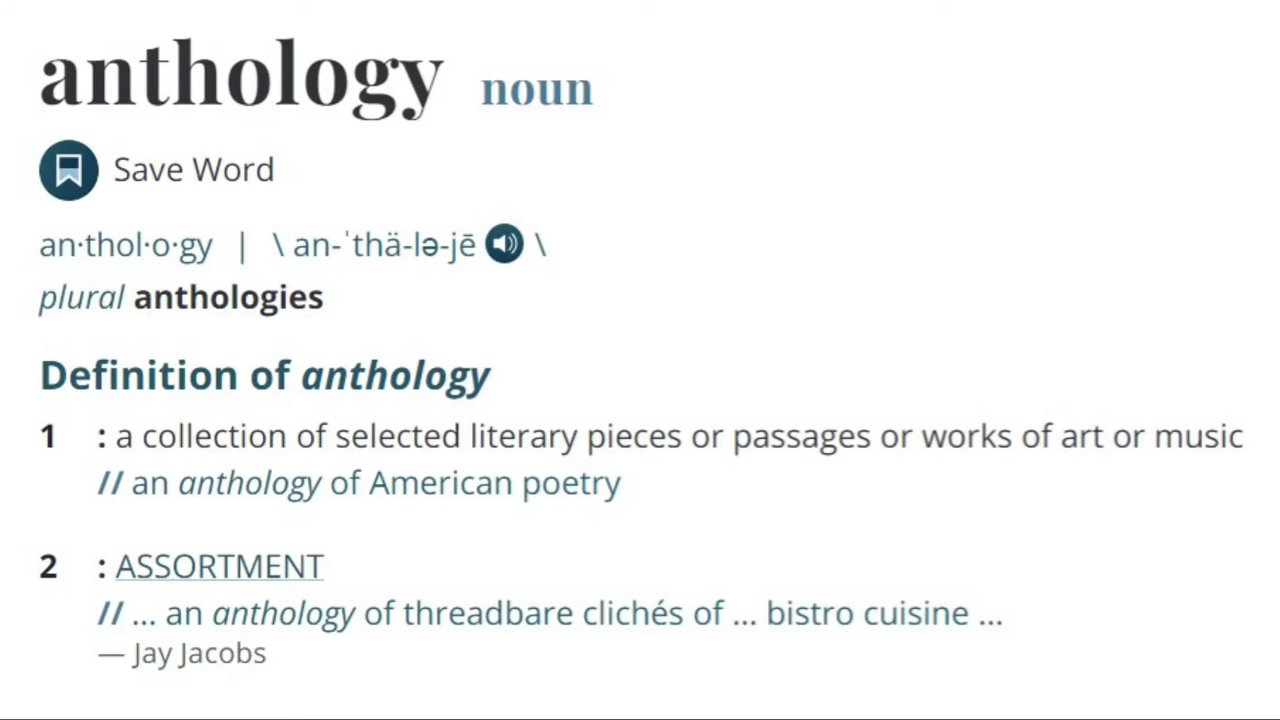 anthology noun
Save Word
an·thol·o·gy | \ an-ˈthä-lə-jē \
plural anthologies
Definition of anthology
1 : a collection of selected literary pieces or passages or works of art or music
// an anthology of American poetry
2 : ASSORTMENT
// ... an anthology of threadbare clichés of ... bistro cuisine ...
— Jay Jacobs